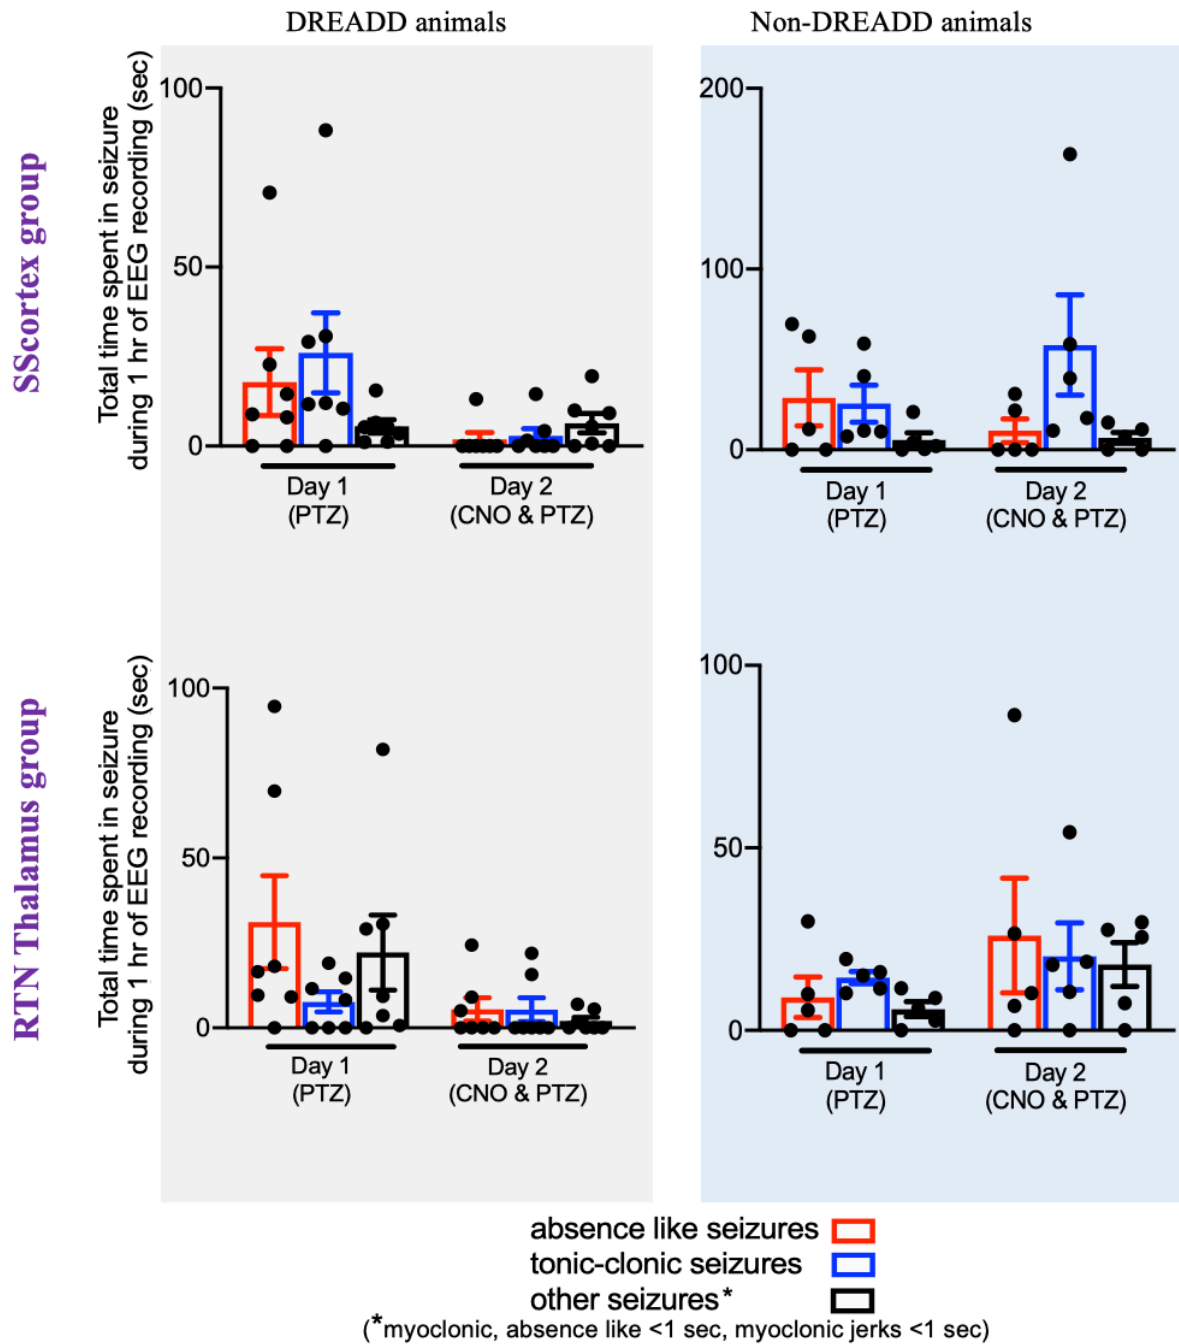 DREADD animals
Non-DREADD animals
SScortex group
Total time spent in seizure
during 1 hr of EEG recording (sec)
100
50
0
Day 1
(PTZ)
Day 2
(CNO & PTZ)
200
100
0
Day 1
(PTZ)
Day 2
(CNO & PTZ)
RTN Thalamus group
Total time spent in seizure
during 1 hr of EEG recording (sec)
100
50
0
Day 1
(PTZ)
Day 2
(CNO & PTZ)
100
50
0
Day 1
(PTZ)
Day 2
(CNO & PTZ)
absence like seizures
tonic-clonic seizures
other seizures*
(*myoclonic, absence like <1 sec, myoclonic jerks <1 sec)